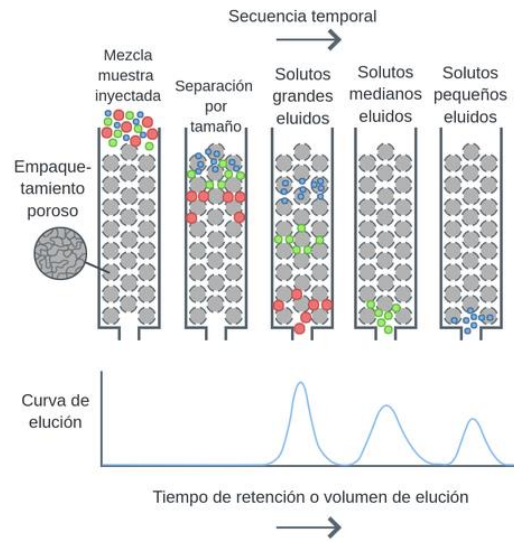 Secuencia temporal
Mezcla
muestra
inyectada
Separación
por
tamaño
Solutos
grandes
eluidos
Solutos
medianos
eluidos
Solutos
pequeños
eluidos
Empaque-
tamiento
poroso
Curva de
elución
Tiempo de retención o volumen de elución